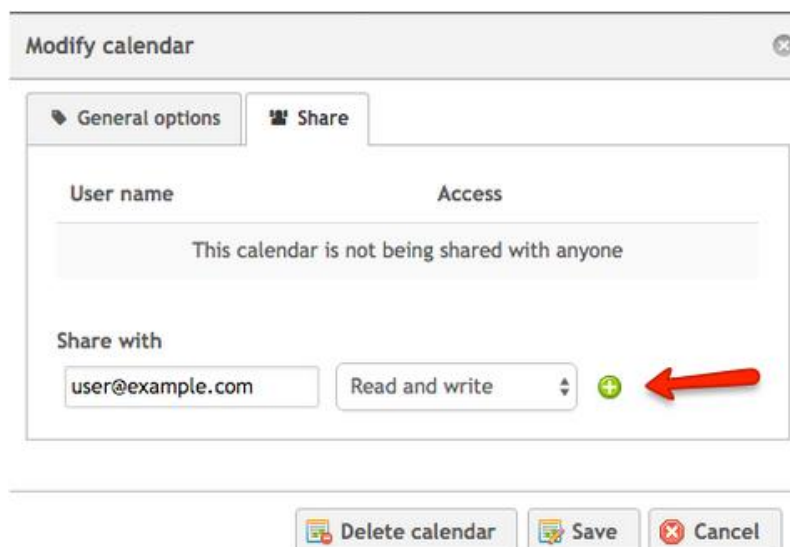 Modify calendar
General options
Share
User name Access
This calendar is not being shared with anyone
Share with
user@example.com Read and write
Delete calendar Save Cancel